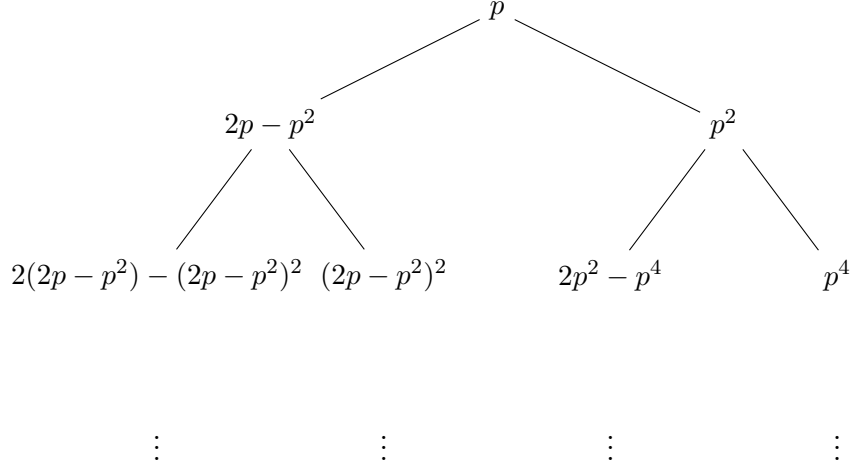 p
2p − p² p²
2(2p − p²) − (2p − p²)² (2p − p²)² 2p² − p⁴ p⁴
⋮ ⋮ ⋮ ⋮